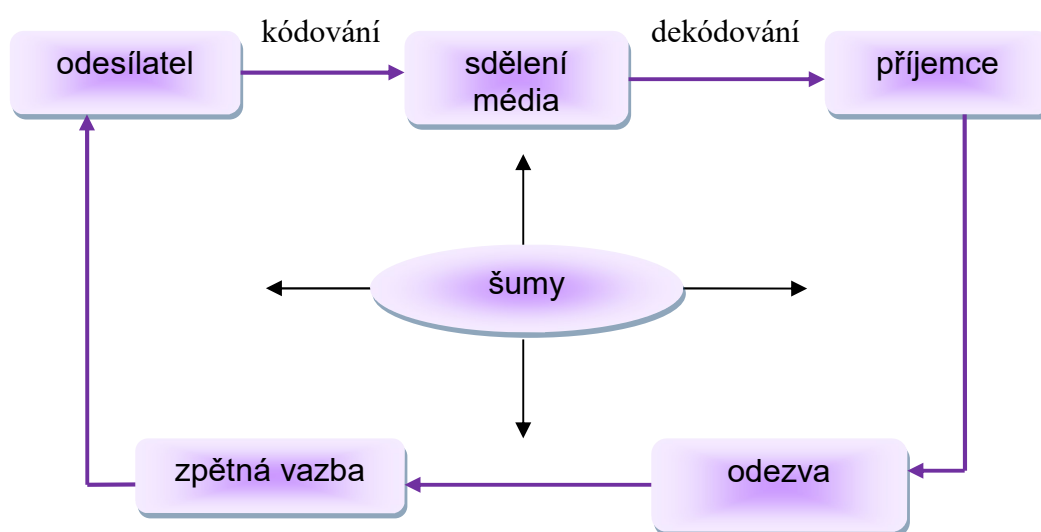 kódování
dekódování
odesílatel
sdělení
média
příjemce
šumy
zpětná vazba
odezva